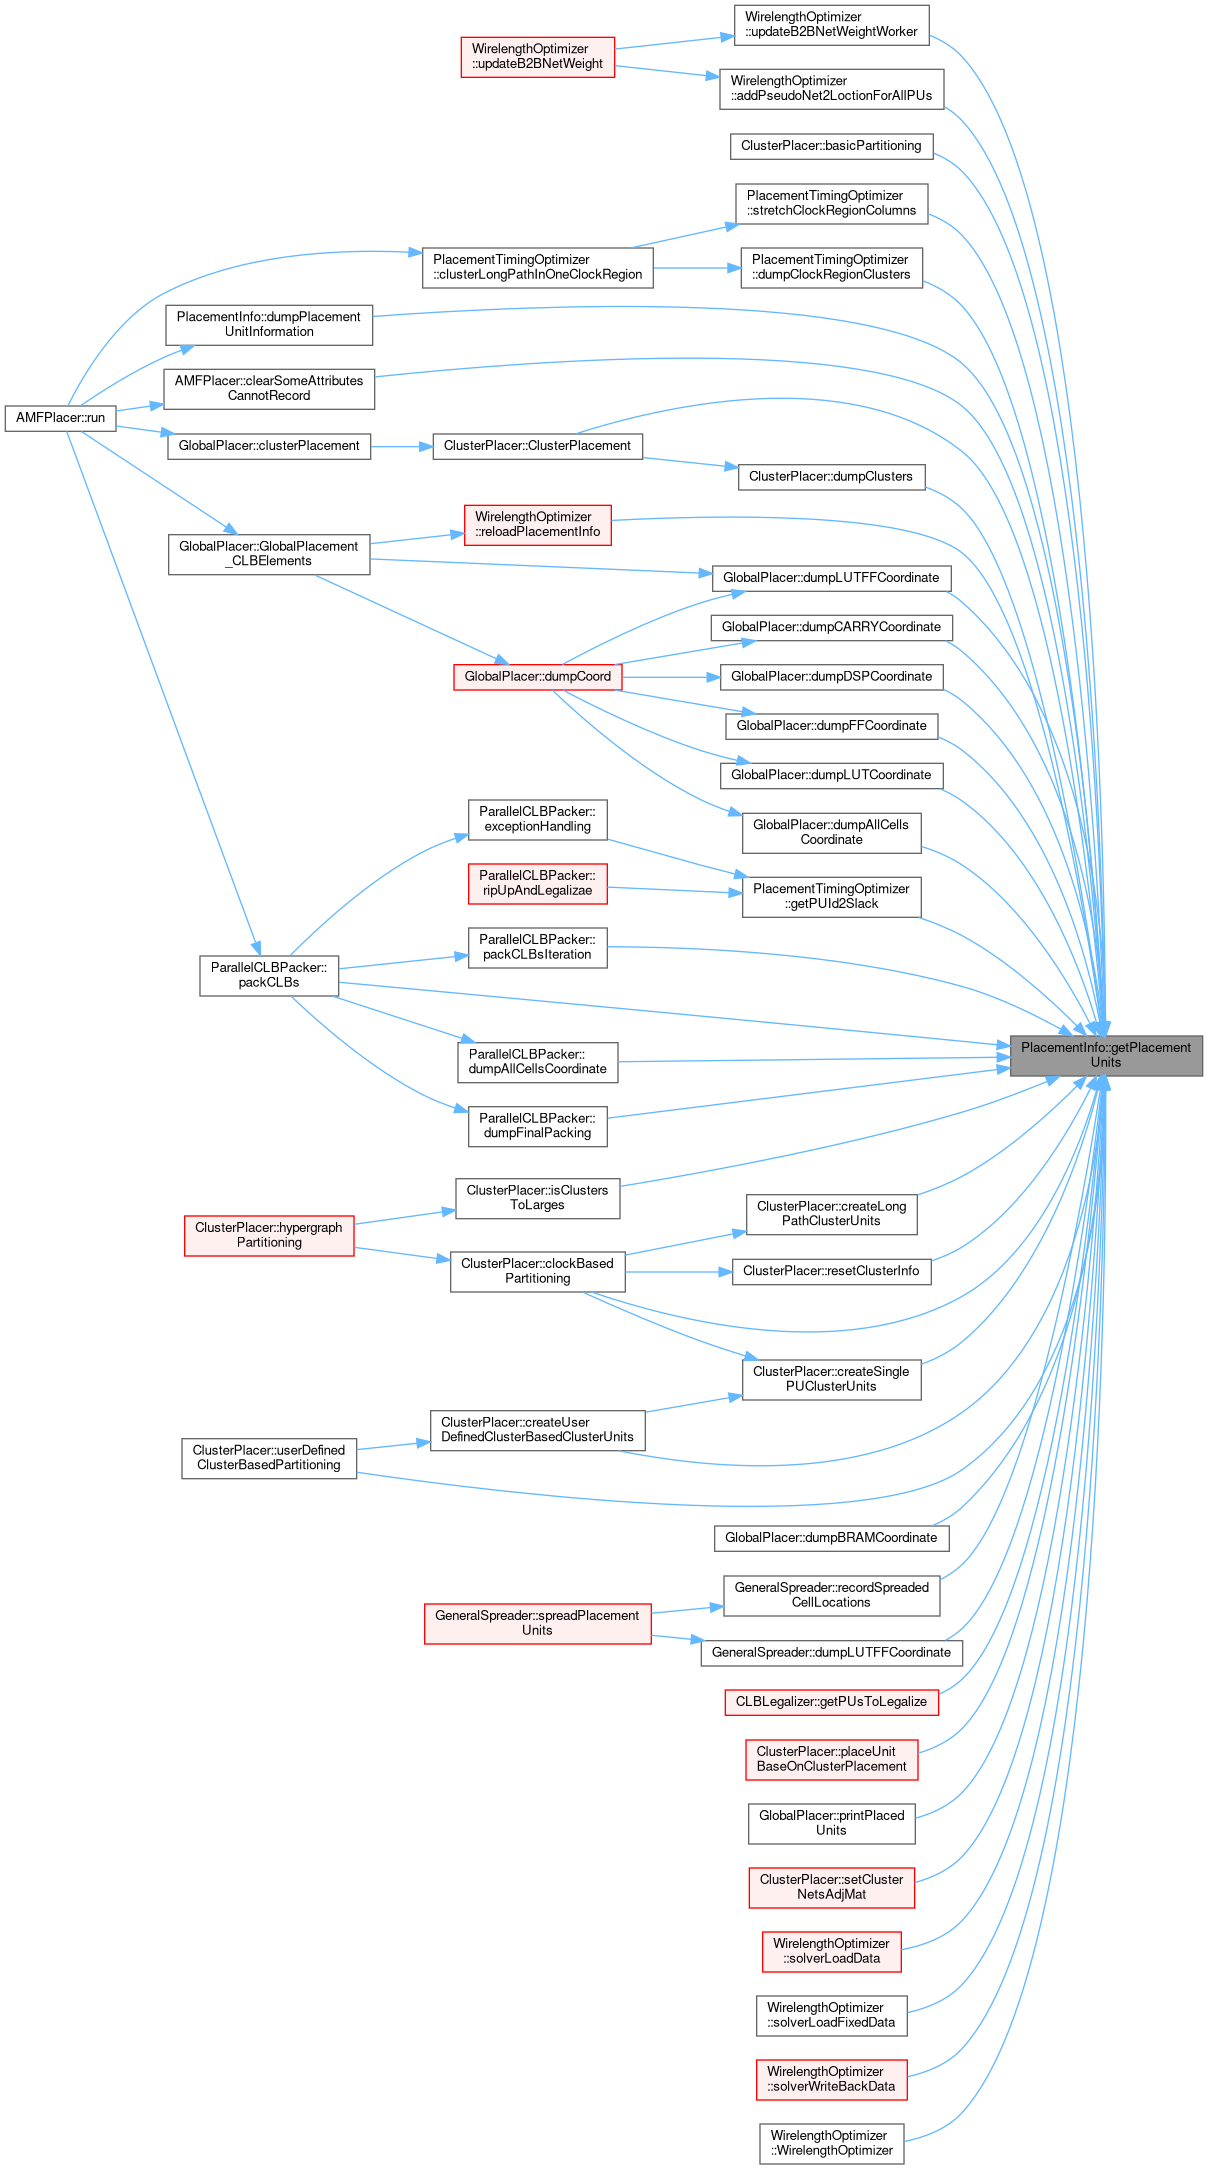 WirelengthOptimizer
::updateB2BNetWeightWorker
WirelengthOptimizer
::updateB2BNetWeight
WirelengthOptimizer
::addPseudoNet2LoctionForAllPUs
ClusterPlacer::basicPartitioning
PlacementTimingOptimizer
::stretchClockRegionColumns
PlacementTimingOptimizer
::clusterLongPathInOneClockRegion
PlacementTimingOptimizer
::dumpClockRegionClusters
PlacementInfo::dumpPlacement
UnitInformation
AMFPlacer::clearSomeAttributes
CannotRecord
AMFPlacer::run
GlobalPlacer::clusterPlacement
ClusterPlacer::ClusterPlacement
ClusterPlacer::dumpClusters
WirelengthOptimizer
::reloadPlacementInfo
GlobalPlacer::GlobalPlacement
_CLBElements
GlobalPlacer::dumpLUTFFCoordinate
GlobalPlacer::dumpCARRYCoordinate
GlobalPlacer::dumpCoord
GlobalPlacer::dumpDSPCoordinate
GlobalPlacer::dumpFFCoordinate
GlobalPlacer::dumpLUTCoordinate
ParallelCLBPacker::
exceptionHandling
GlobalPlacer::dumpAllCells
Coordinate
ParallelCLBPacker::
ripUpAndLegalizae
PlacementTimingOptimizer
::getPUId2Slack
ParallelCLBPacker::
packCLBsIteration
ParallelCLBPacker::
packCLBs
PlacementInfo::getPlacement
Units
ParallelCLBPacker::
dumpAllCellsCoordinate
ParallelCLBPacker::
dumpFinalPacking
ClusterPlacer::isClusters
ToLarges
ClusterPlacer::createLong
PathClusterUnits
ClusterPlacer::hypergraph
Partitioning
ClusterPlacer::clockBased
Partitioning
ClusterPlacer::resetClusterInfo
ClusterPlacer::createSingle
PUClusterUnits
ClusterPlacer::createUser
DefinedClusterBasedClusterUnits
ClusterPlacer::userDefined
ClusterBasedPartitioning
GlobalPlacer::dumpBRAMCoordinate
GeneralSpreader::recordSpreaded
CellLocations
GeneralSpreader::spreadPlacement
Units
GeneralSpreader::dumpLUTFFCoordinate
CLBLegalizer::getPUsToLegalize
ClusterPlacer::placeUnit
BaseOnClusterPlacement
GlobalPlacer::printPlaced
Units
ClusterPlacer::setCluster
NetsAdjMat
WirelengthOptimizer
::solverLoadData
WirelengthOptimizer
::solverLoadFixedData
WirelengthOptimizer
::solverWriteBackData
WirelengthOptimizer
::WirelengthOptimizer